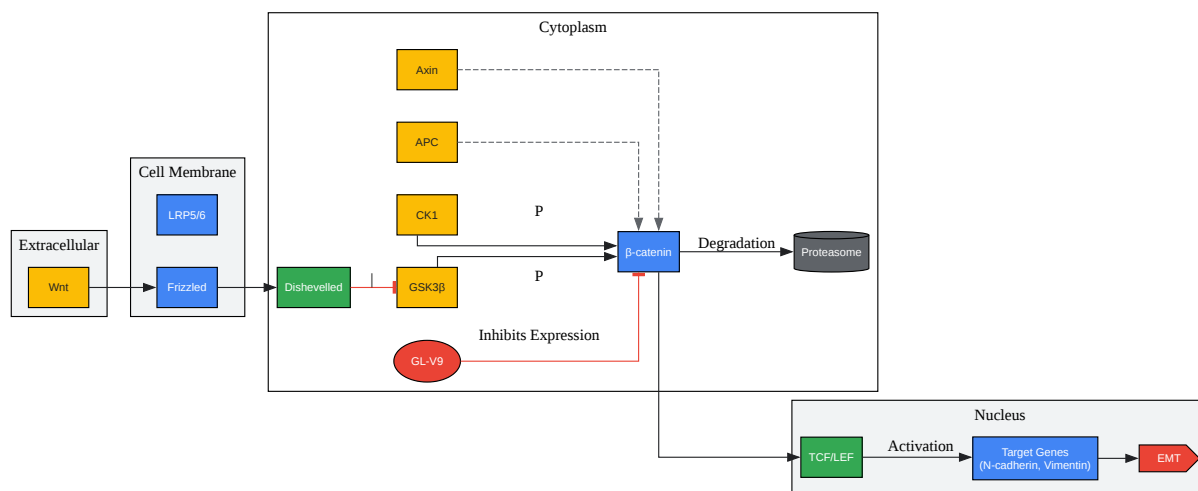 Cytoplasm
Axin
APC
Cell Membrane
LRP5/6
CK1
P
Extracellular
Wnt
Frizzled
Dishevelled
GSK3β
P
β-catenin
Degradation
Proteasome
Inhibits Expression
GL-V9
Nucleus
TCF/LEF
Activation
Target Genes
(N-cadherin, Vimentin)
EMT